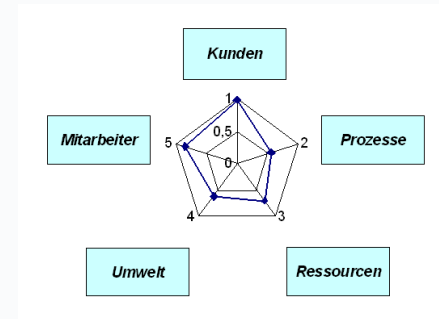 Kunden
1
0,5
0
Mitarbeiter
5
2
Prozesse
4
3
Umwelt
Ressourcen